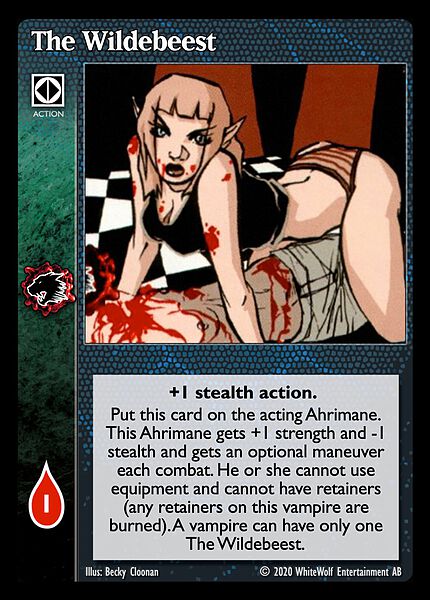 The Wildebeest
ACTION
+1 stealth action.
Put this card on the acting Ahrimane.
This Ahrimane gets +1 strength and -1
stealth and gets an optional maneuver
each combat. He or she cannot use
equipment and cannot have retainers
(any retainers on this vampire are
burned). A vampire can have only one
The Wildebeest.
1
Illus: Becky Cloonan
© 2020 WhiteWolf Entertainment AB